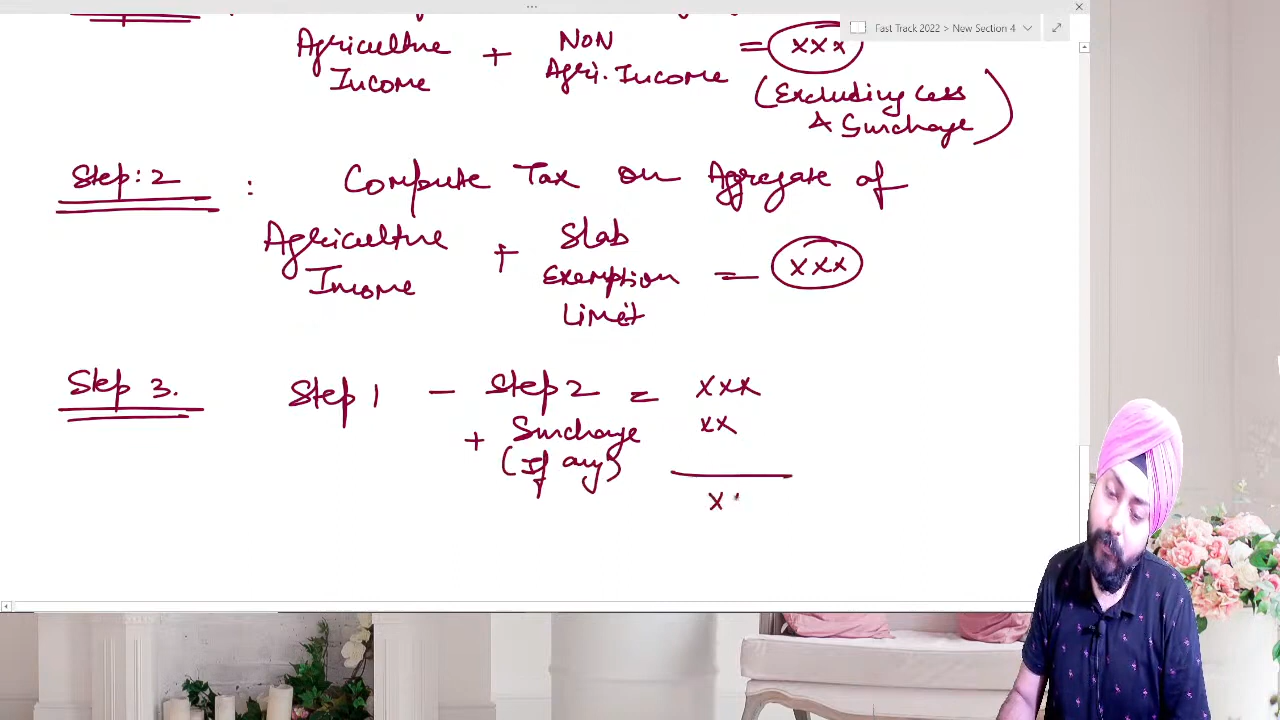 Fast Track 2022 > New Section 4
Agriculture Income + NON Agri. Income = xxx
(Excluding Cess & Surcharge)
Step: 2 : Compute Tax on Aggregate of
Agriculture Income + Slab Exemption Limit = xxx
Step 3. Step 1 - Step 2 = xxx
+ Surcharge (If any) xx
x